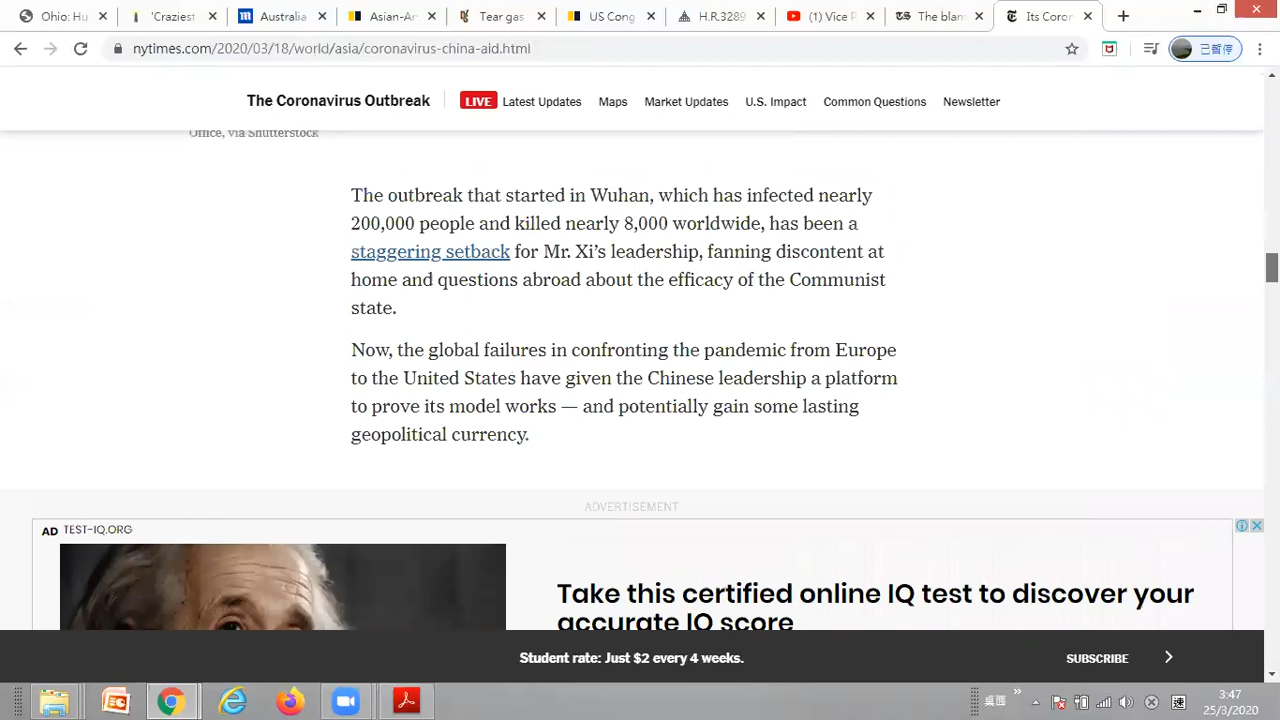 Ohio: Hu
'Craziest
Australia
Asian-Ar
Tear gas
US Cong
H.R.3289
(1) Vice P
The blam
Its Coron
nytimes.com/2020/03/18/world/asia/coronavirus-china-aid.html
已暫停
The Coronavirus Outbreak
LIVE Latest Updates
Maps
Market Updates
U.S. Impact
Common Questions
Newsletter
Office, via Shutterstock
The outbreak that started in Wuhan, which has infected nearly
200,000 people and killed nearly 8,000 worldwide, has been a
staggering setback for Mr. Xi’s leadership, fanning discontent at
home and questions abroad about the efficacy of the Communist
state.
Now, the global failures in confronting the pandemic from Europe
to the United States have given the Chinese leadership a platform
to prove its model works — and potentially gain some lasting
geopolitical currency.
ADVERTISEMENT
AD TEST-IQ.ORG
Take this certified online IQ test to discover your
accurate IQ score
Student rate: Just $2 every 4 weeks.
SUBSCRIBE
桌面
3:47
25/3/2020